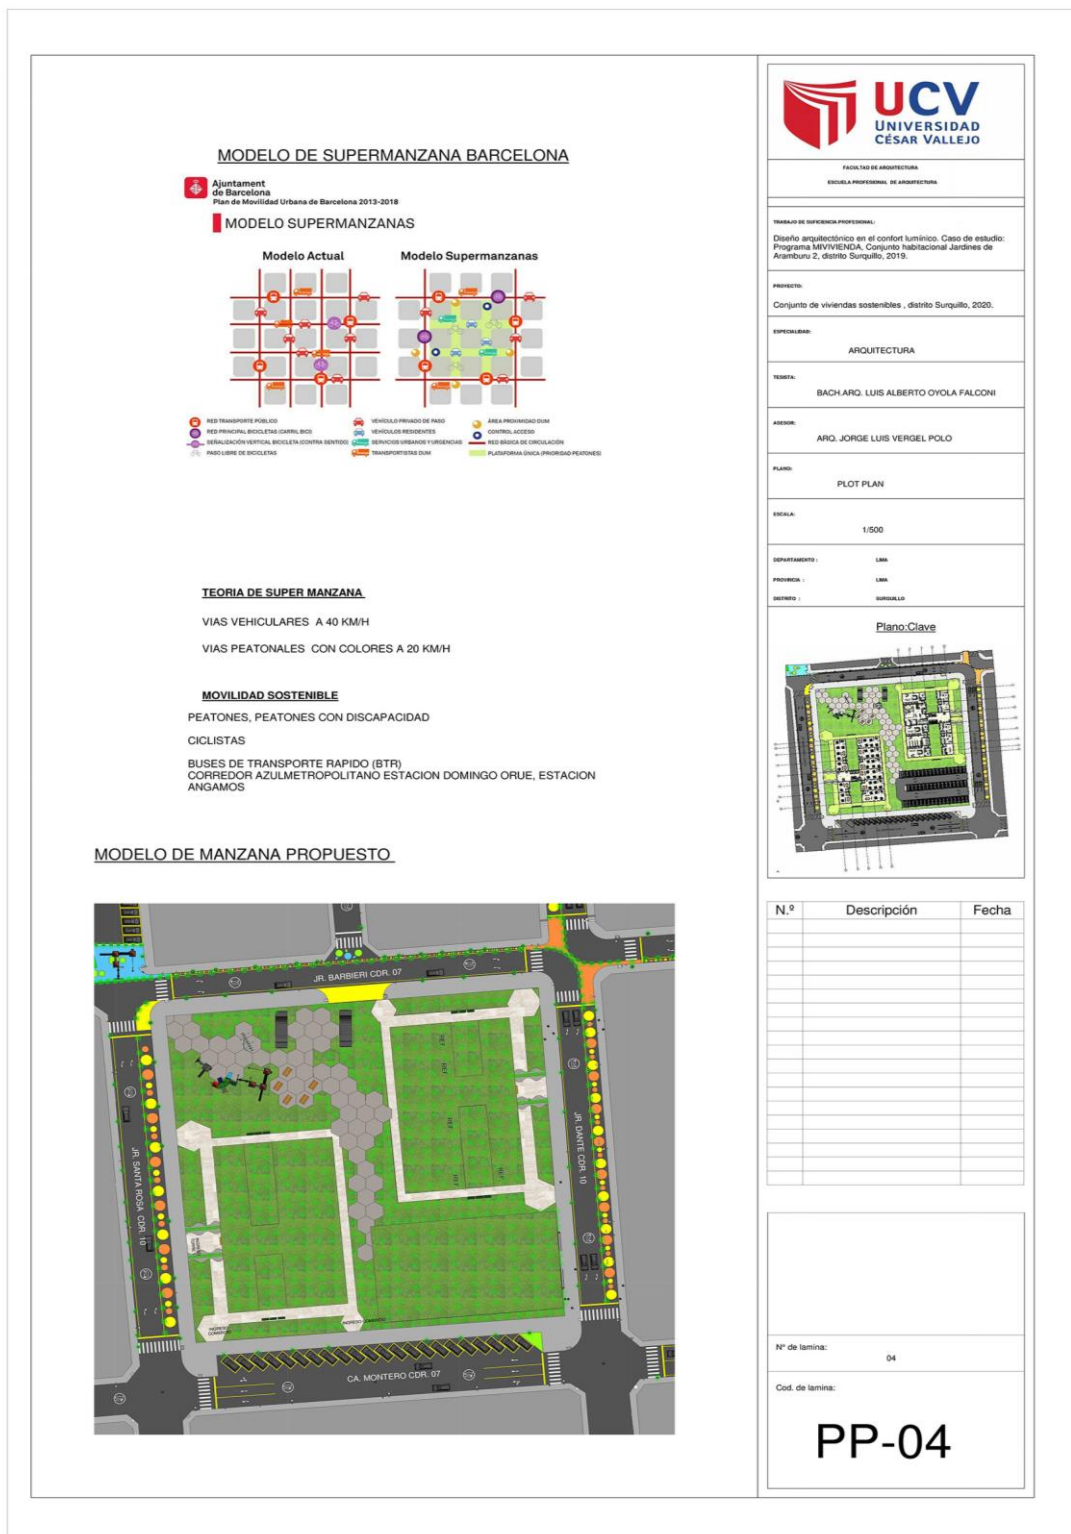 MODELO DE SUPERMANZANA BARCELONA
Ajuntament
de Barcelona
Plan de Movilidad Urbana de Barcelona 2013-2018
MODELO SUPERMANZANAS
Modelo Actual
Modelo Supermanzanas
RED TRANSPORTE PÚBLICO
RED PRINCIPAL BICICLETAS (CARRIL BICI)
SEÑALIZACIÓN VERTICAL BICICLETA (CONTRA SENTIDO)
PASO LIBRE DE BICICLETAS
VEHÍCULO PRIVADO DE PASO
VEHÍCULOS RESIDENTES
SERVICIOS URBANOS Y URGENCIAS
TRANSPORTISTAS DUM
ÁREA PROXIMIDAD DUM
CONTROL ACCESO
RED BÁSICA DE CIRCULACIÓN
PLATAFORMA ÚNICA (PRIORIDAD PEATONES)
TEORIA DE SUPER MANZANA
VIAS VEHICULARES A 40 KM/H
VIAS PEATONALES CON COLORES A 20 KM/H
MOVILIDAD SOSTENIBLE
PEATONES, PEATONES CON DISCAPACIDAD
CICLISTAS
BUSES DE TRANSPORTE RAPIDO (BTR)
CORREDOR AZULMETROPOLITANO ESTACION DOMINGO ORUE, ESTACION
ANGAMOS
MODELO DE MANZANA PROPUESTO
JR. BARBIERI CDR. 07
JR. SANTA ROSA CDR. 10
JR. DANTE CDR. 10
CA. MONTERO CDR. 07
REF
REF
REF
REF
REF
UCV
UNIVERSIDAD
CÉSAR VALLEJO
FACULTAD DE ARQUITECTURA
ESCUELA PROFESIONAL DE ARQUITECTURA
TRABAJO DE SUFICIENCIA PROFESIONAL:
Diseño arquitectónico en el confort lumínico. Caso de estudio:
Programa MIVIVIENDA, Conjunto habitacional Jardines de
Aramburu 2, distrito Surquillo, 2019.
PROYECTO:
Conjunto de viviendas sostenibles , distrito Surquillo, 2020.
ESPECIALIDAD:
ARQUITECTURA
TESISTA:
BACH.ARQ. LUIS ALBERTO OYOLA FALCONI
ASESOR:
ARQ. JORGE LUIS VERGEL POLO
PLANO:
PLOT PLAN
ESCALA:
1/500
DEPARTAMENTO : LIMA
PROVINCIA : LIMA
DISTRITO : SURQUILLO
Plano:Clave
N.º Descripción Fecha
Nº de lamina:
04
Cod. de lamina:
PP-04